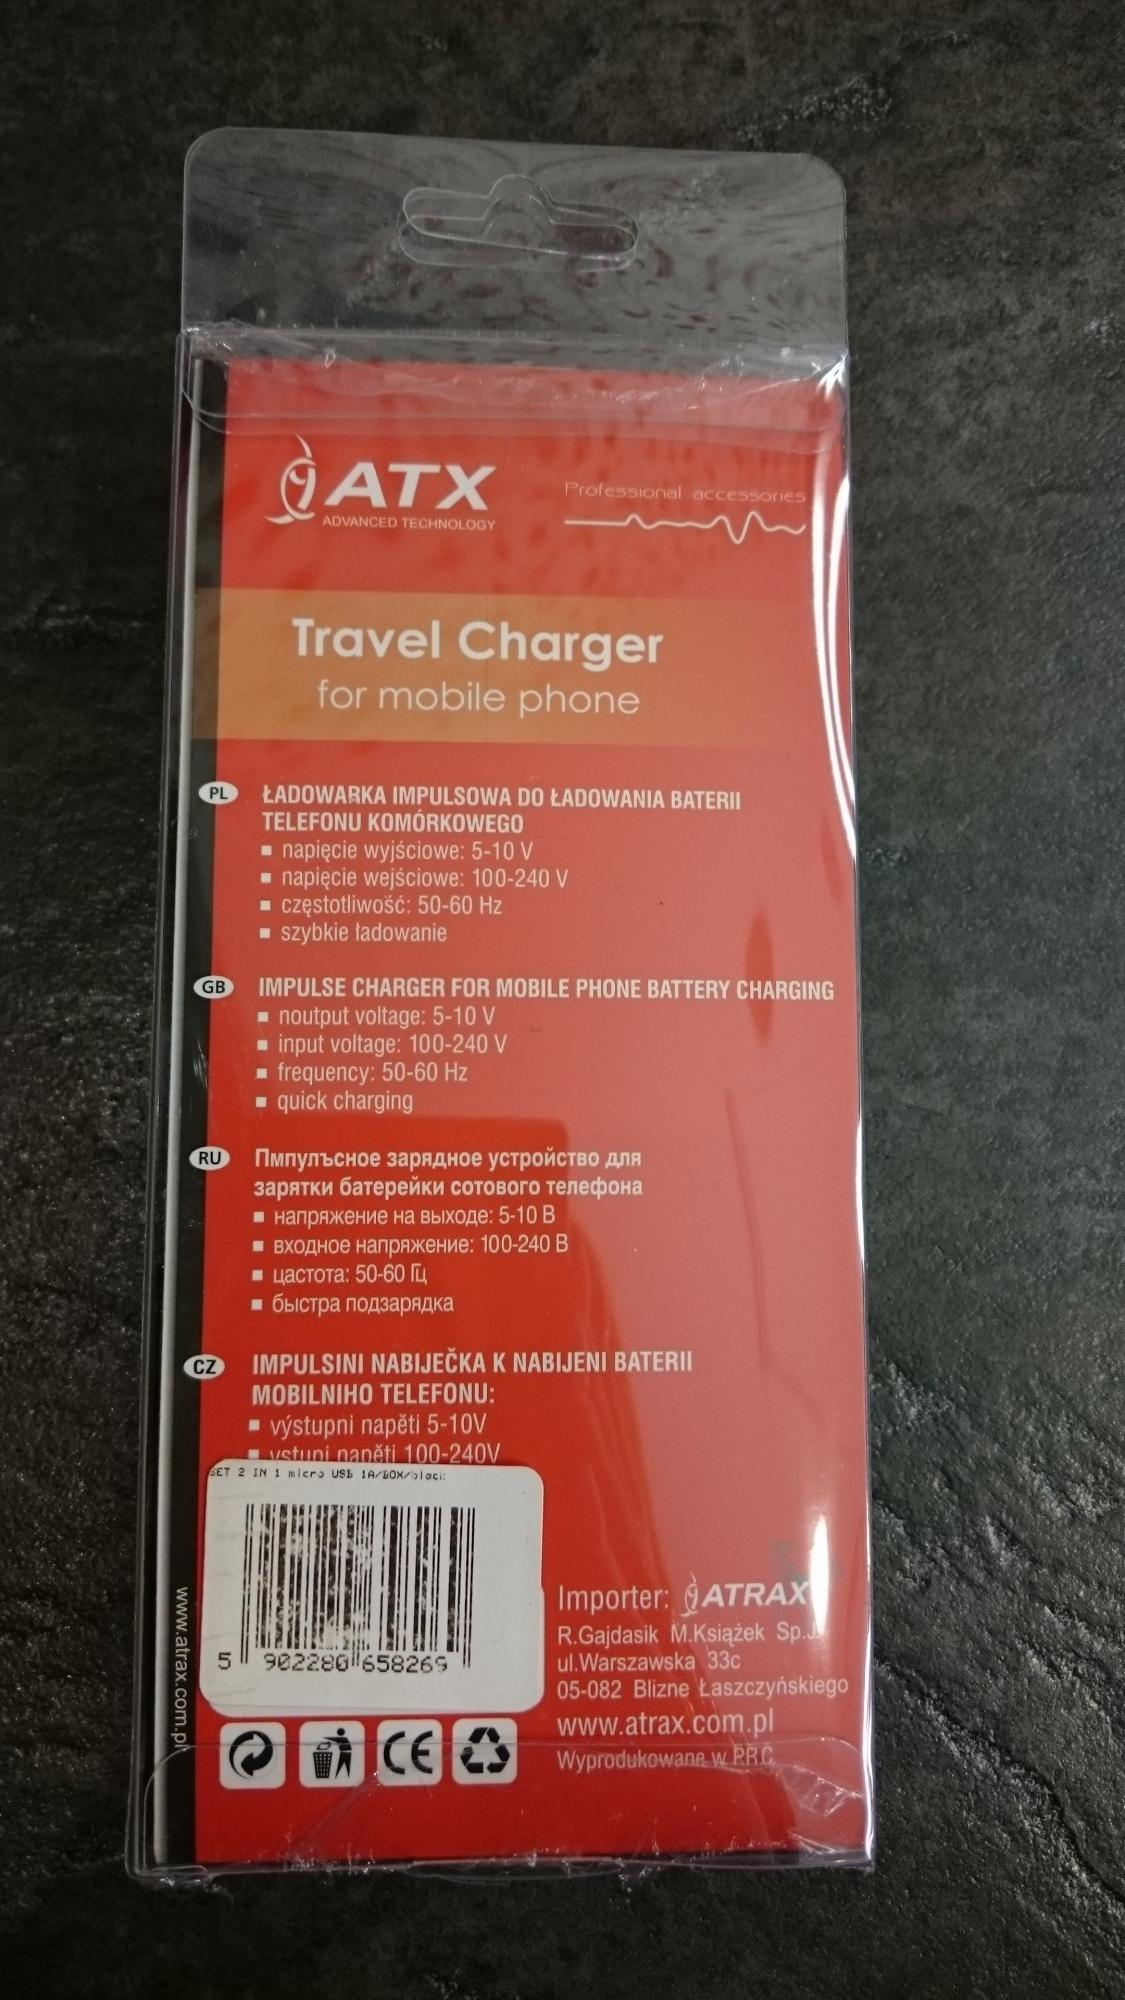 ATX
ADVANCED TECHNOLOGY
Professional accessories
Travel Charger
for mobile phone
PL
ŁADOWARKA IMPULSOWA DO ŁADOWANIA BATERII
TELEFONU KOMÓRKOWEGO
napięcie wyjściowe: 5-10 V
napięcie wejściowe: 100-240 V
częstotliwość: 50-60 Hz
szybkie ładowanie
GB
IMPULSE CHARGER FOR MOBILE PHONE BATTERY CHARGING
noutput voltage: 5-10 V
input voltage: 100-240 V
frequency: 50-60 Hz
quick charging
RU
Пмпулъсное зарядное устройство для
зарятки батерейки сотового телефона
напряжение на выходе: 5-10 В
входное напряжение: 100-240 В
цастота: 50-60 Гц
быстра подзарядка
CZ
IMPULSINI NABIJEČKA K NABIJENI BATERII
MOBILNIHO TELEFONU:
výstupni napěti 5-10V
vstupi napěti 100-240V
SET 2 IN 1 micro USB 1A/BOX/black
5 902280 658269
www.atrax.com.pl
Importer: ATRAX
R.Gajdasik M.Książek Sp.J.
ul.Warszawska 33c
05-082 Blizne Łaszczyńskiego
www.atrax.com.pl
Wyprodukowane w PRC
CE